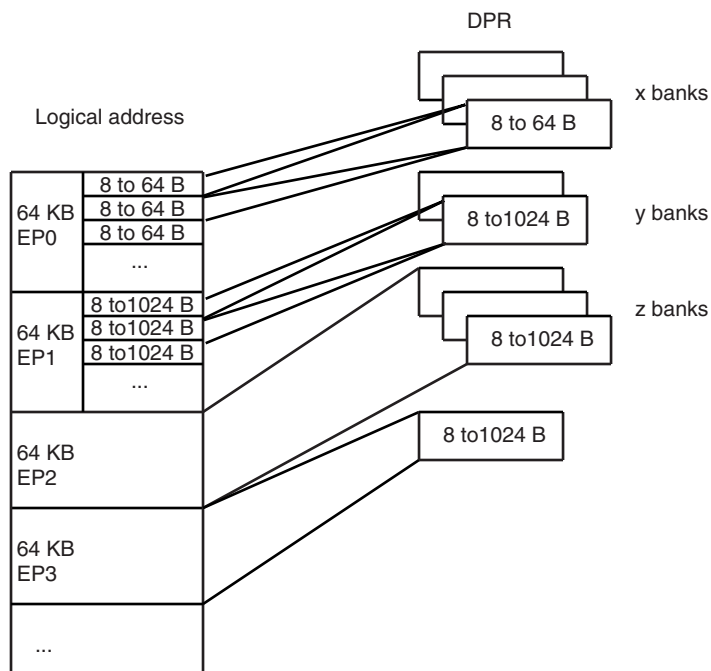 DPR
x banks
8 to 64 B
Logical address
64 KB
EP0
8 to 64 B
8 to 64 B
8 to 64 B
...
y banks
8 to1024 B
64 KB
EP1
8 to1024 B
8 to1024 B
8 to1024 B
...
z banks
8 to1024 B
64 KB
EP2
8 to1024 B
64 KB
EP3
...